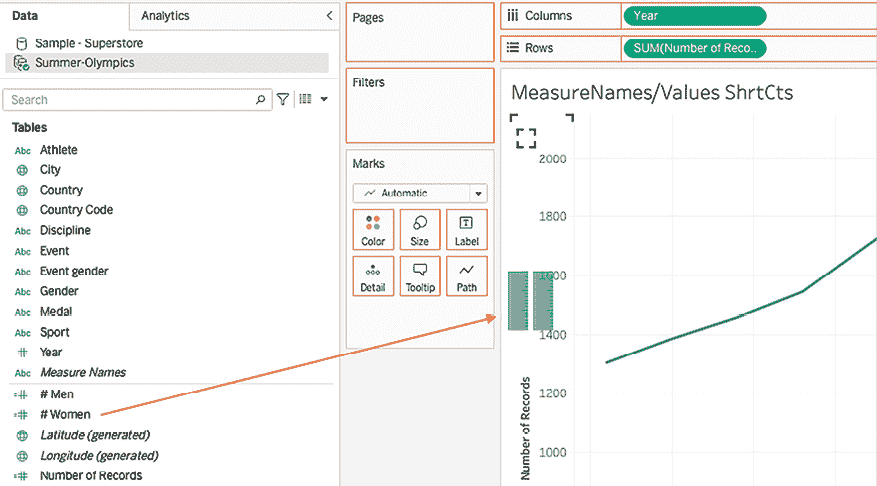 Data
Analytics
Sample - Superstore
Summer-Olympics
Search
Tables
Abc Athlete
City
Country
Country Code
Abc Discipline
Abc Event
Abc Event gender
Abc Gender
Abc Medal
Abc Sport
Year
Abc Measure Names
# Men
# Women
Latitude (generated)
Longitude (generated)
Number of Records
Pages
Filters
Marks
Automatic
Color Size Label
Detail Tooltip Path
Columns Year
Rows SUM(Number of Reco..
MeasureNames/Values ShrtCts
2000
1800
1600
1400
1200
1000
Number of Records